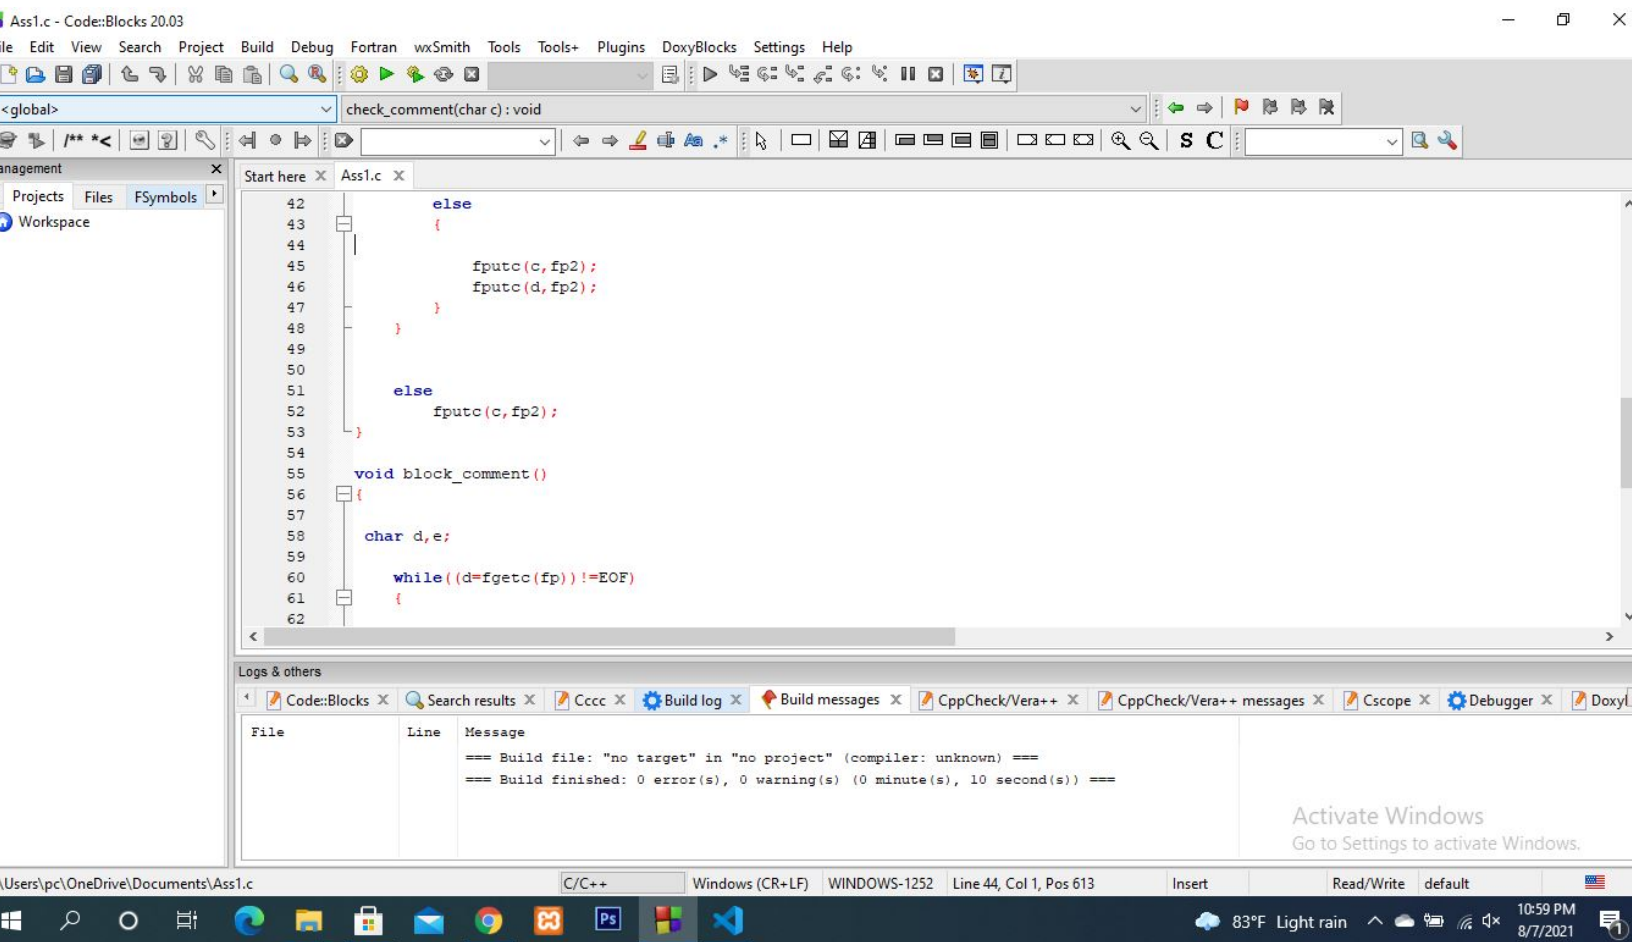 Ass1.c - Code::Blocks 20.03
ile Edit View Search Project Build Debug Fortran wxSmith Tools Tools+ Plugins DoxyBlocks Settings Help
<global> check_comment(char c) : void
/** *< Aa .* S C
anagement
Start here Ass1.c
Projects Files FSymbols
Workspace
42 else
43 {
44
45 fputc(c,fp2);
46 fputc(d,fp2);
47 }
48 }
49
50
51 else
52 fputc(c,fp2);
53 }
54
55 void block_comment()
56 {
57
58 char d,e;
59
60 while((d=fgetc(fp))!=EOF)
61 {
62
Logs & others
Code::Blocks Search results Cccc Build log Build messages CppCheck/Vera++ CppCheck/Vera++ messages Cscope Debugger Doxyl
File Line Message
=== Build file: "no target" in "no project" (compiler: unknown) ===
=== Build finished: 0 error(s), 0 warning(s) (0 minute(s), 10 second(s)) ===
Activate Windows
Go to Settings to activate Windows.
\Users\pc\OneDrive\Documents\Ass1.c C/C++ Windows (CR+LF) WINDOWS-1252 Line 44, Col 1, Pos 613 Insert Read/Write default
Ps 83°F Light rain 10:59 PM
8/7/2021 1